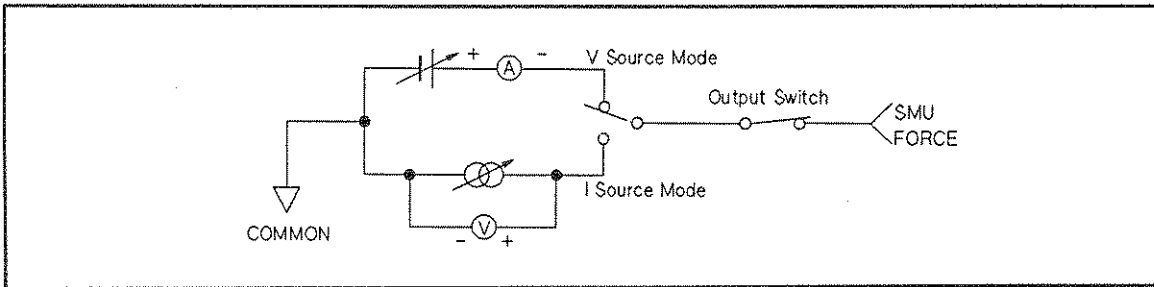 + - V Source Mode
A
Output Switch
SMU
FORCE
I Source Mode
- V +
COMMON